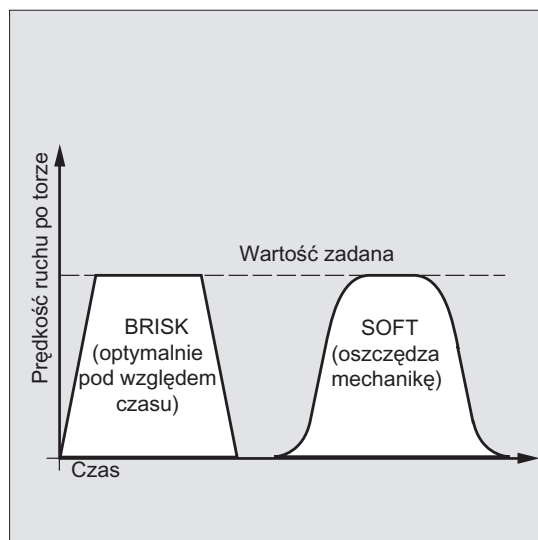 Prędkość ruchu po torze
Wartość zadana
BRISK
(optymalnie
pod względem
czasu)
SOFT
(oszczędza
mechanikę)
Czas